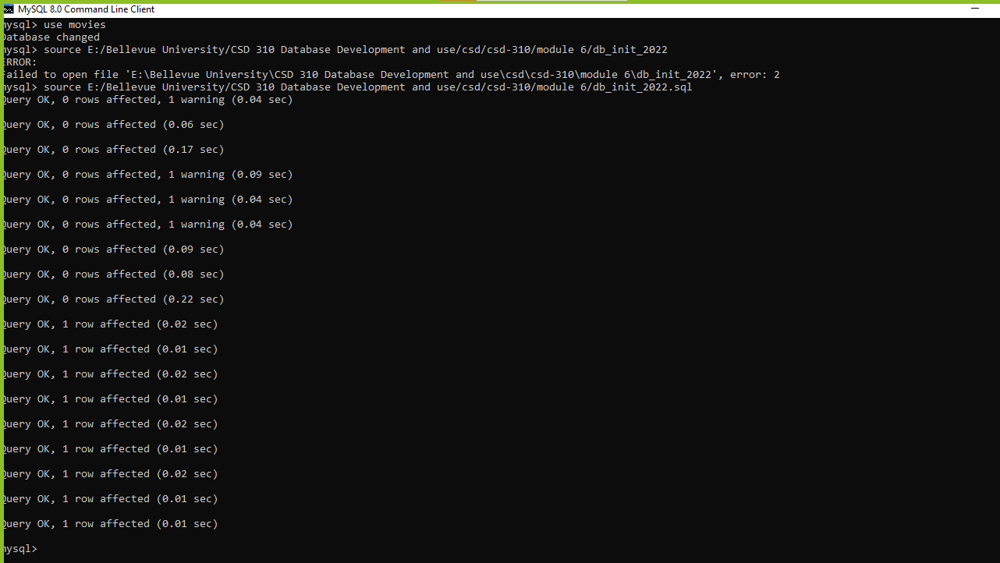 MySQL 8.0 Command Line Client
mysql> use movies
Database changed
mysql> source E:/Bellevue University/CSD 310 Database Development and use/csd/csd-310/module 6/db_init_2022
ERROR:
Failed to open file 'E:\Bellevue University\CSD 310 Database Development and use\csd\csd-310\module 6\db_init_2022', error: 2
mysql> source E:/Bellevue University/CSD 310 Database Development and use/csd/csd-310/module 6/db_init_2022.sql
Query OK, 0 rows affected, 1 warning (0.04 sec)
Query OK, 0 rows affected (0.06 sec)
Query OK, 0 rows affected (0.17 sec)
Query OK, 0 rows affected, 1 warning (0.09 sec)
Query OK, 0 rows affected, 1 warning (0.04 sec)
Query OK, 0 rows affected, 1 warning (0.04 sec)
Query OK, 0 rows affected (0.09 sec)
Query OK, 0 rows affected (0.08 sec)
Query OK, 0 rows affected (0.22 sec)
Query OK, 1 row affected (0.02 sec)
Query OK, 1 row affected (0.01 sec)
Query OK, 1 row affected (0.02 sec)
Query OK, 1 row affected (0.01 sec)
Query OK, 1 row affected (0.02 sec)
Query OK, 1 row affected (0.01 sec)
Query OK, 1 row affected (0.02 sec)
Query OK, 1 row affected (0.01 sec)
Query OK, 1 row affected (0.01 sec)
mysql>